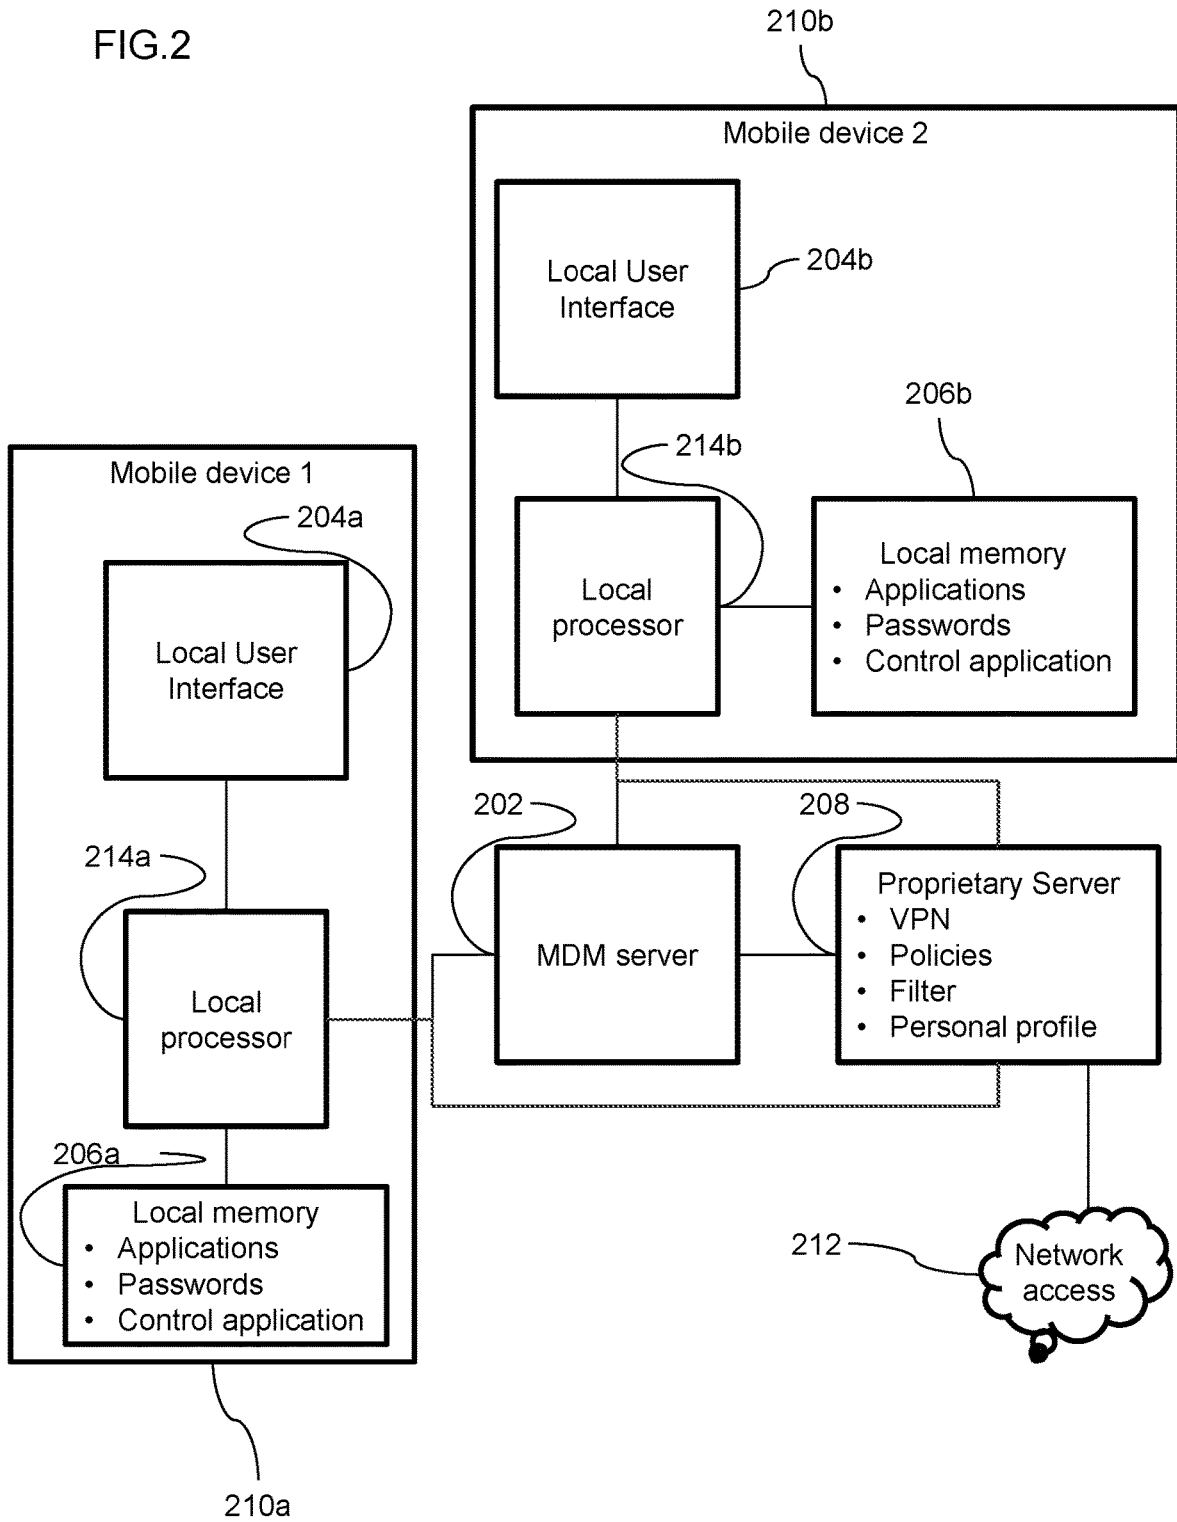 FIG.2
210b
Mobile device 2
Local User
Interface
204b
206b
214b
Local
processor
Local memory
• Applications
• Passwords
• Control application
Mobile device 1
204a
Local User
Interface
214a
Local
processor
206a
Local memory
• Applications
• Passwords
• Control application
210a
202
MDM server
208
Proprietary Server
• VPN
• Policies
• Filter
• Personal profile
212
Network
access